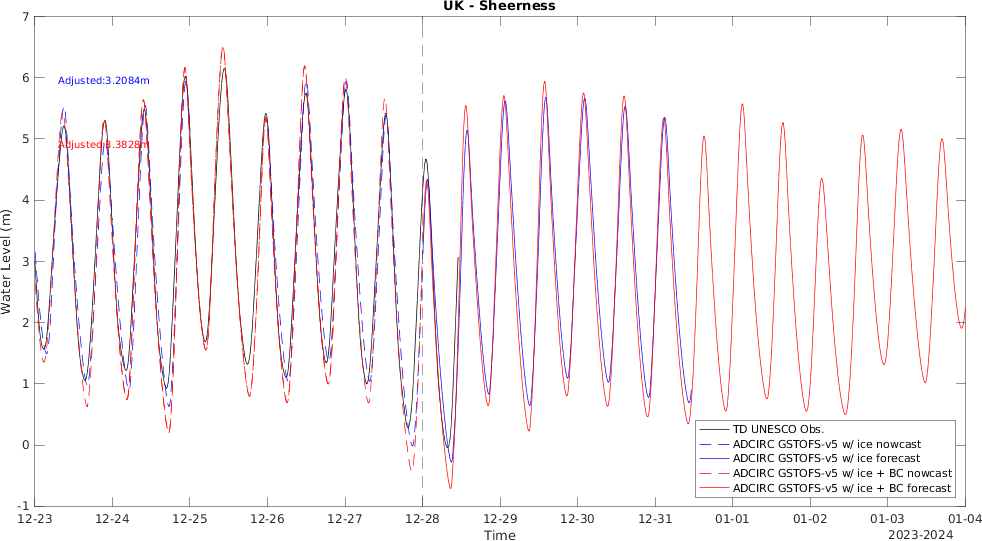 UK - Sheerness
7
6
5
4
3
2
1
0
-1
Water Level (m)
Adjusted:3.2084m
Adjusted:3.3828m
TD UNESCO Obs.
ADCIRC GSTOFS-v5 w/ ice nowcast
ADCIRC GSTOFS-v5 w/ ice forecast
ADCIRC GSTOFS-v5 w/ ice + BC nowcast
ADCIRC GSTOFS-v5 w/ ice + BC forecast
12-23 12-24 12-25 12-26 12-27 12-28 12-29 12-30 12-31 01-01 01-02 01-03 01-04
2023-2024
Time